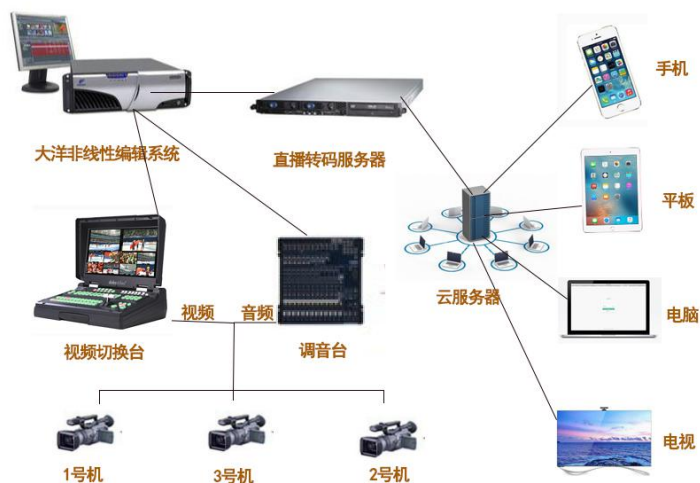 手机
大洋非线性编辑系统
直播转码服务器
平板
云服务器
视频
音频
视频切换台
调音台
电脑
1号机
3号机
2号机
电视